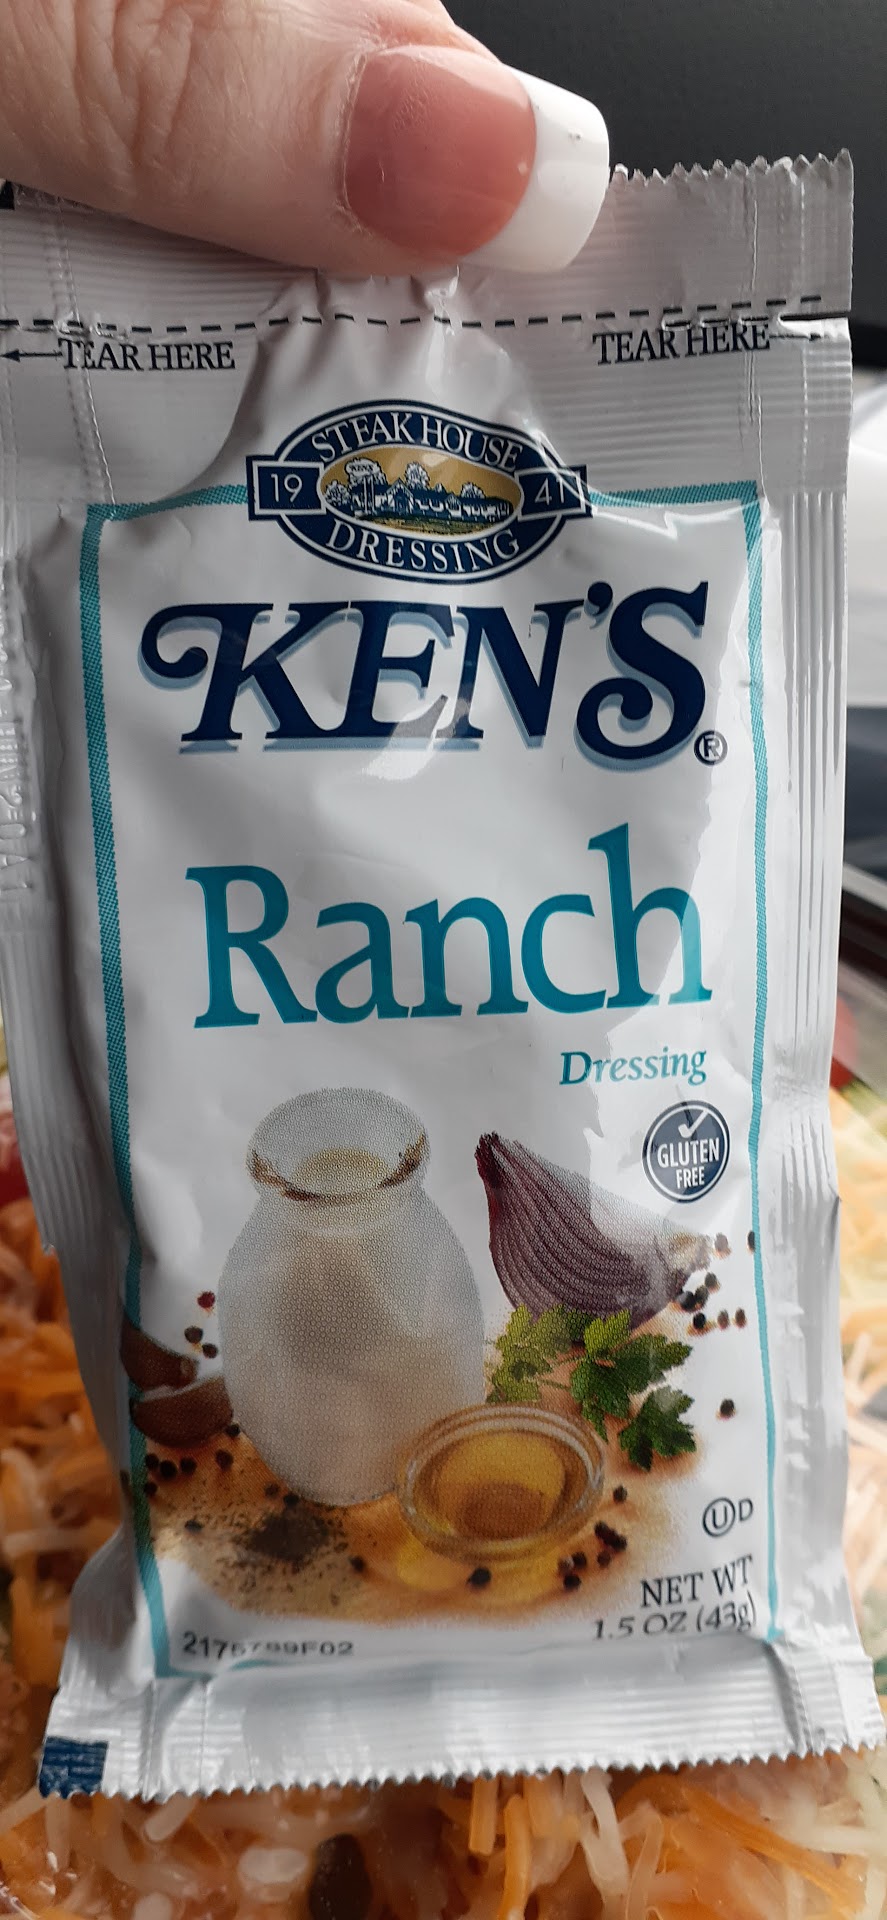 TEAR HERE TEAR HERE
STEAK HOUSE
19 41
DRESSING
KEN'S®
Ranch
Dressing
GLUTEN
FREE
UD
NET WT
1.5 OZ (43g)